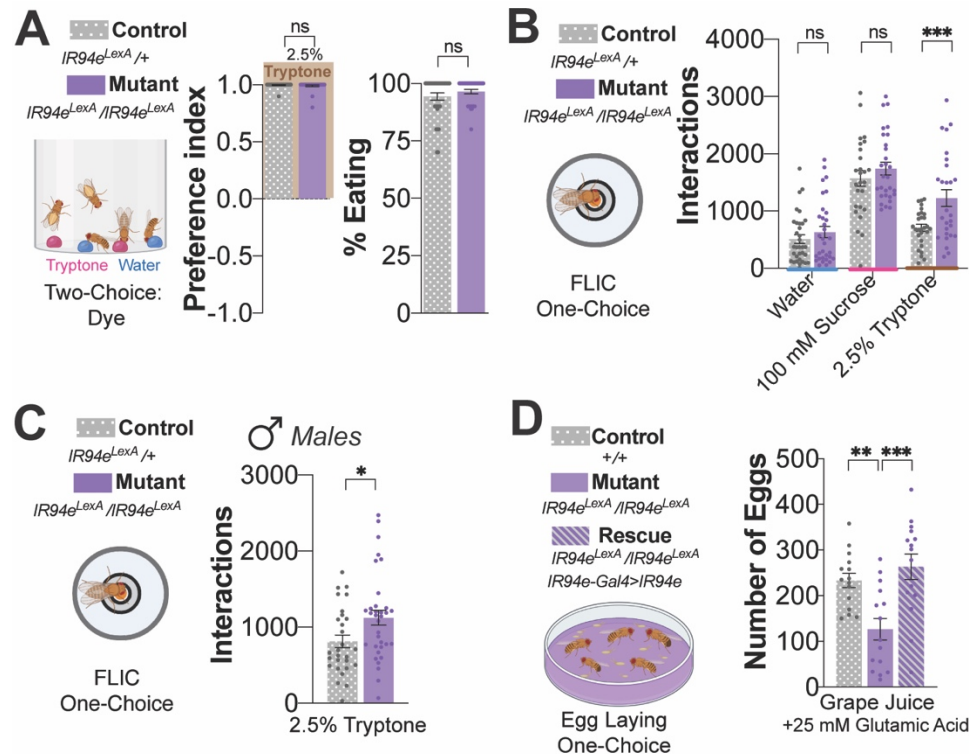 A
Control
IR94e^LexA /+
Mutant
IR94e^LexA /IR94e^LexA
Tryptone Water
Two-Choice:
Dye
Preference index
ns
2.5%
Tryptone
1.0
0.5
0.0
-0.5
-1.0
% Eating
ns
100
75
50
25
0
B
Control
IR94e^LexA /+
Mutant
IR94e^LexA /IR94e^LexA
FLIC
One-Choice
Interactions
ns ns ***
4000
3000
2000
1000
0
Water
100 mM Sucrose
2.5% Tryptone
C
Control
IR94e^LexA /+
Mutant
IR94e^LexA /IR94e^LexA
FLIC
One-Choice
♂ Males
Interactions
*
3000
2000
1000
0
2.5% Tryptone
D
Control
+/+
Mutant
IR94e^LexA /IR94e^LexA
Rescue
IR94e^LexA /IR94e^LexA
IR94e-Gal4>IR94e
Egg Laying
One-Choice
Number of Eggs
** ***
500
400
300
200
100
0
Grape Juice
+25 mM Glutamic Acid